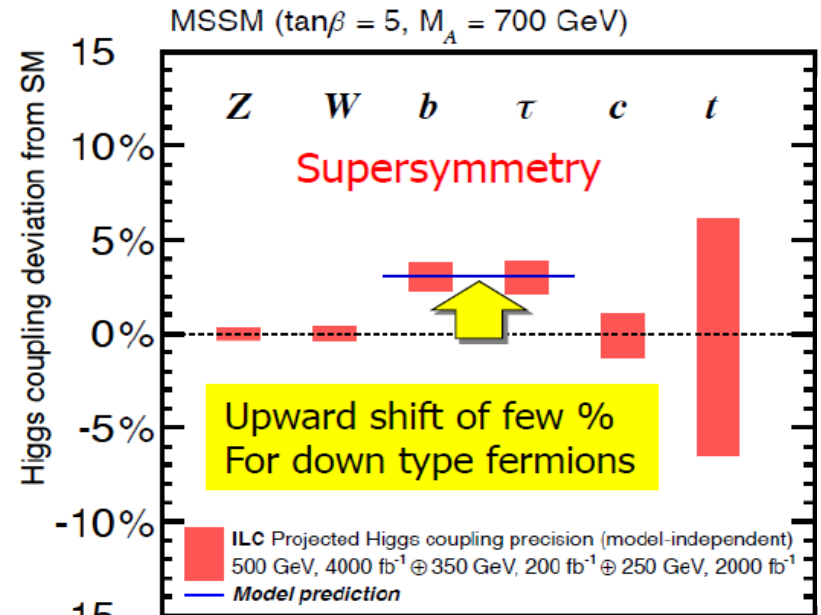 MSSM (tanβ = 5, M_A = 700 GeV)
Higgs coupling deviation from SM
15
10%
5%
0%
-5%
-10%
15
Z W b τ c t
Supersymmetry
Upward shift of few %
For down type fermions
ILC Projected Higgs coupling precision (model-independent)
500 GeV, 4000 fb⁻¹ ⊕ 350 GeV, 200 fb⁻¹ ⊕ 250 GeV, 2000 fb⁻¹
Model prediction